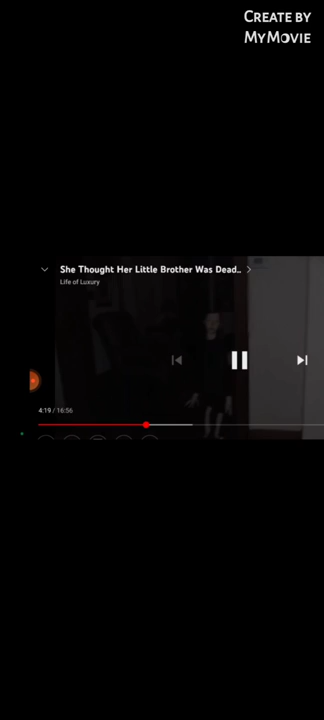 CREATE BY
MYMOVIE
She Thought Her Little Brother Was Dead..
Life of Luxury
4:19 / 16:56